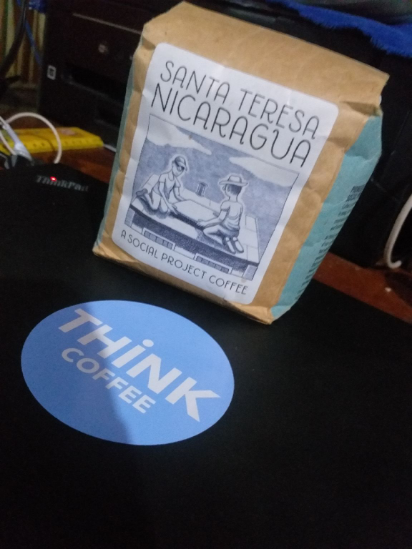 SANTA TERESA
NICARAGUA
A SOCIAL PROJECT COFFEE
ThinkPad
THiNK
COFFEE